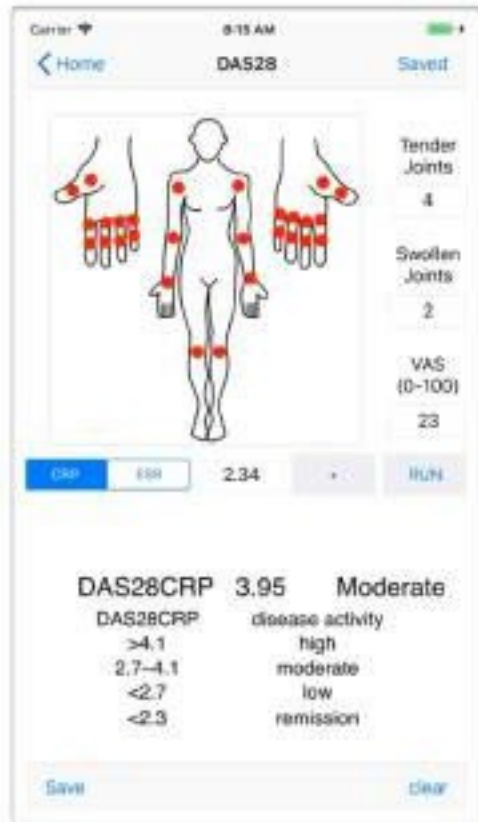 Carrier 8:15 AM
Home DAS28 Saved
Tender
Joints
4
Swollen
Joints
2
VAS
(0-100)
23
CRP ESR 2.34 RUN
DAS28CRP 3.95 Moderate
DAS28CRP disease activity
>4.1 high
2.7-4.1 moderate
<2.7 low
<2.3 remission
Save clear